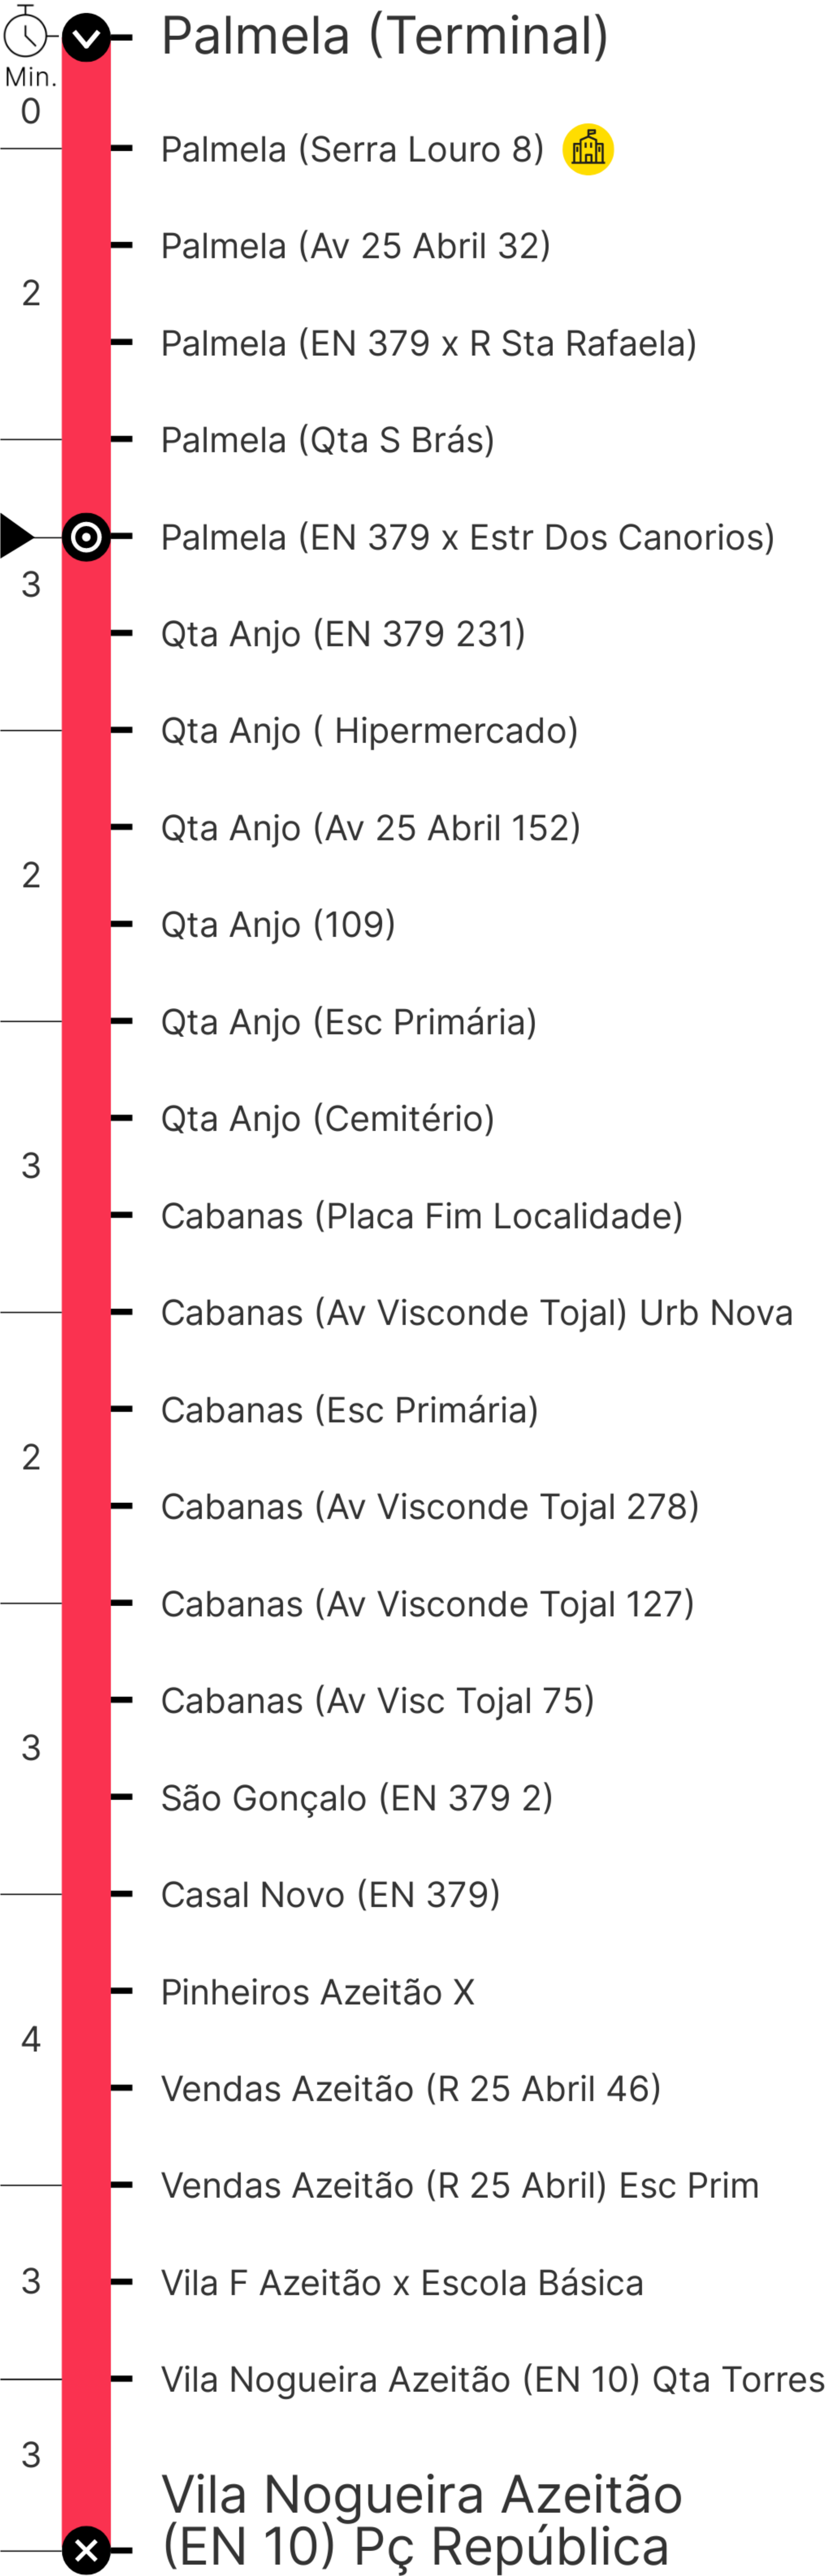 Palmela (Terminal)
Min.
0
Palmela (Serra Louro 8)
Palmela (Av 25 Abril 32)
2
Palmela (EN 379 x R Sta Rafaela)
Palmela (Qta S Brás)
Palmela (EN 379 x Estr Dos Canorios)
3
Qta Anjo (EN 379 231)
Qta Anjo ( Hipermercado)
Qta Anjo (Av 25 Abril 152)
2
Qta Anjo (109)
Qta Anjo (Esc Primária)
Qta Anjo (Cemitério)
3
Cabanas (Placa Fim Localidade)
Cabanas (Av Visconde Tojal) Urb Nova
Cabanas (Esc Primária)
2
Cabanas (Av Visconde Tojal 278)
Cabanas (Av Visconde Tojal 127)
Cabanas (Av Visc Tojal 75)
3
São Gonçalo (EN 379 2)
Casal Novo (EN 379)
Pinheiros Azeitão X
4
Vendas Azeitão (R 25 Abril 46)
Vendas Azeitão (R 25 Abril) Esc Prim
3
Vila F Azeitão x Escola Básica
Vila Nogueira Azeitão (EN 10) Qta Torres
3
Vila Nogueira Azeitão
(EN 10) Pç República